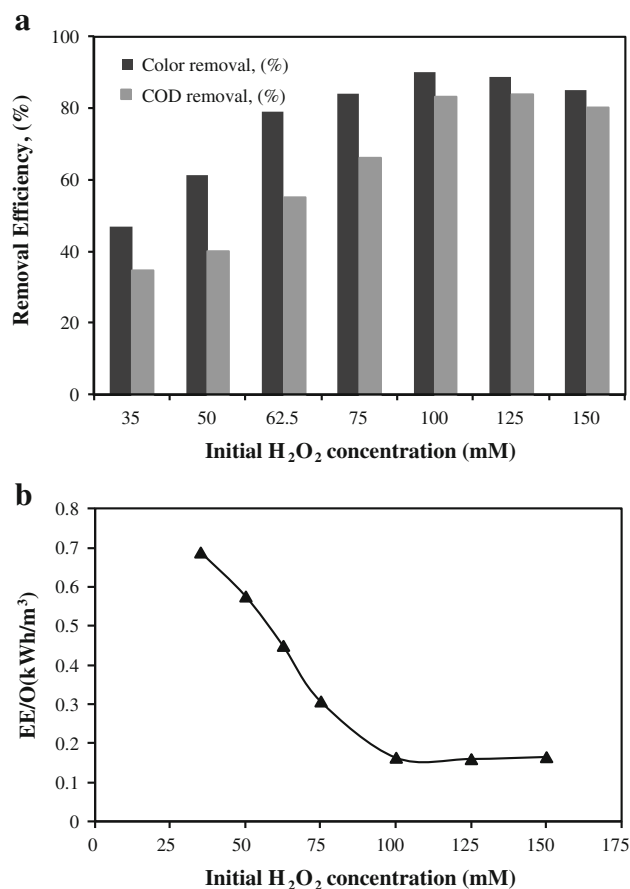 a
100
80
60
40
20
0
Removal Efficiency, (%)
Color removal, (%)
COD removal, (%)
35 50 62.5 75 100 125 150
Initial H₂O₂ concentration (mM)
b
0.8
0.7
0.6
0.5
0.4
0.3
0.2
0.1
0
EE/O(kWh/m³)
0 25 50 75 100 125 150 175
Initial H₂O₂ concentration (mM)